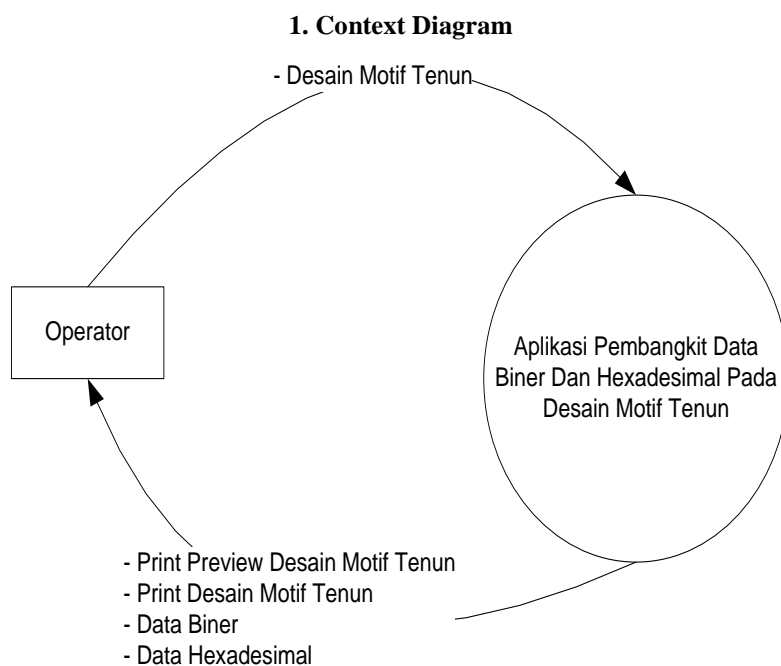 1. Context Diagram
- Desain Motif Tenun
Operator
Aplikasi Pembangkit Data
Biner Dan Hexadesimal Pada
Desain Motif Tenun
- Print Preview Desain Motif Tenun
- Print Desain Motif Tenun
- Data Biner
- Data Hexadesimal